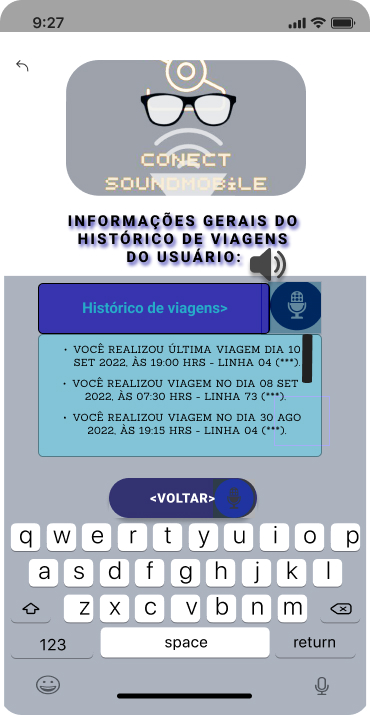 9:27
CONECT
SOUNDMOBiLE
INFORMAÇÕES GERAIS DO
HISTÓRICO DE VIAGENS
DO USUÁRIO:
Histórico de viagens>
• VOCÊ REALIZOU ÚLTIMA VIAGEM DIA 10
SET 2022, ÀS 19:00 HRS - LINHA 04 (***).
• VOCÊ REALIZOU VIAGEM NO DIA 08 SET
2022, ÀS 07:30 HRS - LINHA 73 (***).
• VOCÊ REALIZOU VIAGEM NO DIA 30 AGO
2022, ÀS 19:15 HRS - LINHA 04 (***).
<VOLTAR>
q w e r t y u i o p
a s d f g h j k l
z x c v b n m
123 space return